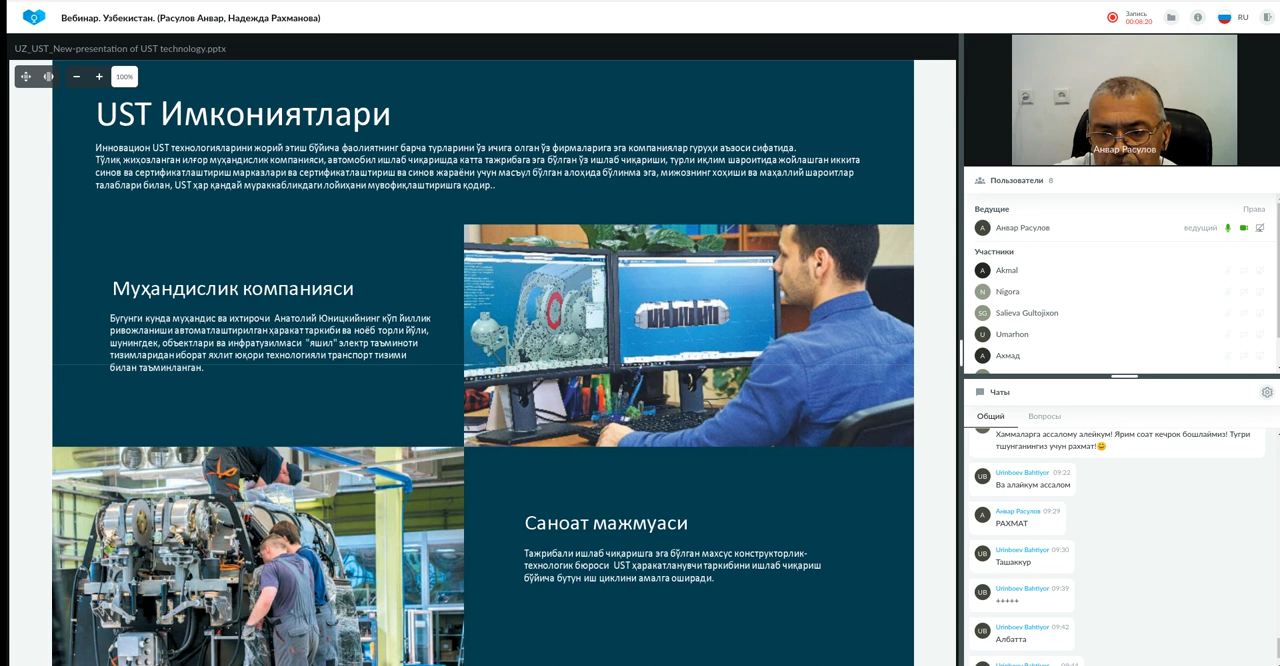 Вебинар. Узбекистан. (Расулов Анвар, Надежда Рахманова)
Запись
00:08:20
RU
UZ_UST_New-presentation of UST technology.pptx
100%
UST Имкониятлари
Инновацион UST технологияларини жорий этиш бўйича фаолиятнинг барча турларини ўз ичига олган ўз фирмаларига эга компаниялар гуруҳи аъзоси сифатида.
Тўлиқ жиҳозланган илғор муҳандислик компанияси, автомобил ишлаб чиқаришда катта тажрибага эга бўлган ўз ишлаб чиқариши, турли иқлим шароитида жойлашган иккита
синов ва сертификатлаштириш марказлари ва сертификатлаштириш ва синов жараёни учун масъул бўлган алоҳида бўлинма эга, мижознинг хоҳиши ва маҳаллий шароитлар
талаблари билан, UST ҳар қандай мураккабликдаги лойиҳани мувофиқлаштиришга қодир..
Муҳандислик компанияси
Бугунги кунда муҳандис ва ихтирочи Анатолий Юницкийнинг кўп йиллик
ривожланиши автоматлаштирилган ҳаракат таркиби ва ноёб торли йўли,
шунингдек, объектлари ва инфратузилмаси "яшил" электр таъминоти
тизимларидан иборат яхлит юқори технологияли транспорт тизими
билан таъминланган.
Саноат мажмуаси
Тажрибали ишлаб чиқаришга эга бўлган махсус конструкторлик-
технологик бюроси UST ҳаракатланувчи таркибини ишлаб чиқариш
бўйича бутун иш циклини амалга оширади.
Анвар Расулов
Пользователи 8
Ведущие Права
А Анвар Расулов ведущий
Участники
A Akmal
N Nigora
SG Salieva Gultojixon
U Umarhon
А Ахмад
Чаты
Общий Вопросы
Хаммаларга ассалому алейкум! Ярим соат кечрок бошлаймиз! Тугри
тшунганингиз учун рахмат!😊
UB Urinboev Bahtiyor 09:22
Ва алайкум ассалом
А Анвар Расулов 09:29
РАХМАТ
UB Urinboev Bahtiyor 09:30
Ташаккур
UB Urinboev Bahtiyor 09:39
+++++
UB Urinboev Bahtiyor 09:42
Албатта
Urinboev Bahtiyor 09:44